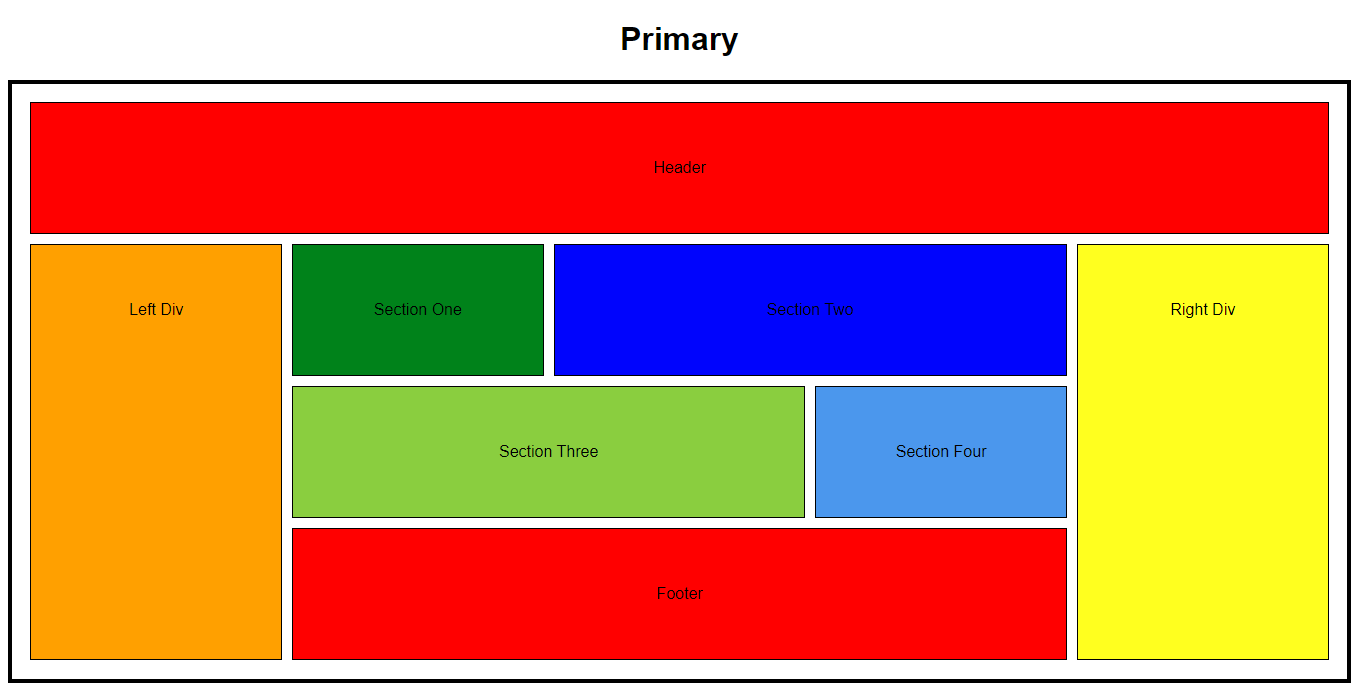 Primary
Header
Left Div
Section One
Section Two
Right Div
Section Three
Section Four
Footer